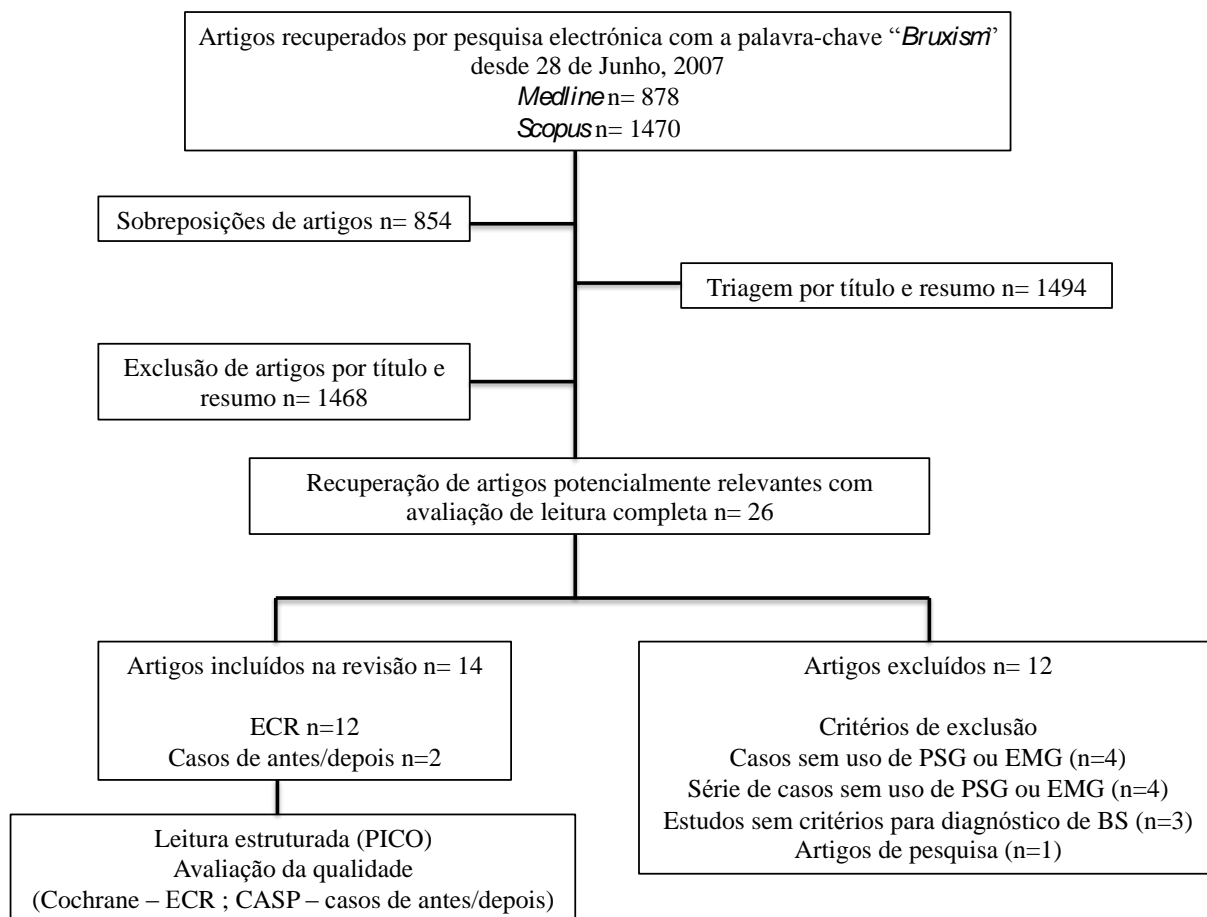 Artigos recuperados por pesquisa electrónica com a palavra-chave “Bruxism”
desde 28 de Junho, 2007
Medline n= 878
Scopus n= 1470
Sobreposições de artigos n= 854
Triagem por título e resumo n= 1494
Exclusão de artigos por título e
resumo n= 1468
Recuperação de artigos potencialmente relevantes com
avaliação de leitura completa n= 26
Artigos incluídos na revisão n= 14
ECR n=12
Casos de antes/depois n=2
Artigos excluídos n= 12
Critérios de exclusão
Casos sem uso de PSG ou EMG (n=4)
Série de casos sem uso de PSG ou EMG (n=4)
Estudos sem critérios para diagnóstico de BS (n=3)
Artigos de pesquisa (n=1)
Leitura estruturada (PICO)
Avaliação da qualidade
(Cochrane – ECR ; CASP – casos de antes/depois)